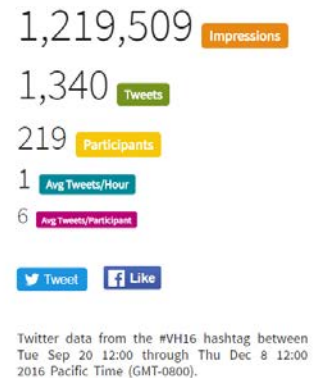 1,219,509 Impressions
1,340 Tweets
219 Participants
1 Avg Tweets/Hour
6 Avg Tweets/Participant
Tweet Like
Twitter data from the #VH16 hashtag between
Tue Sep 20 12:00 through Thu Dec 8 12:00
2016 Pacific Time (GMT-0800).